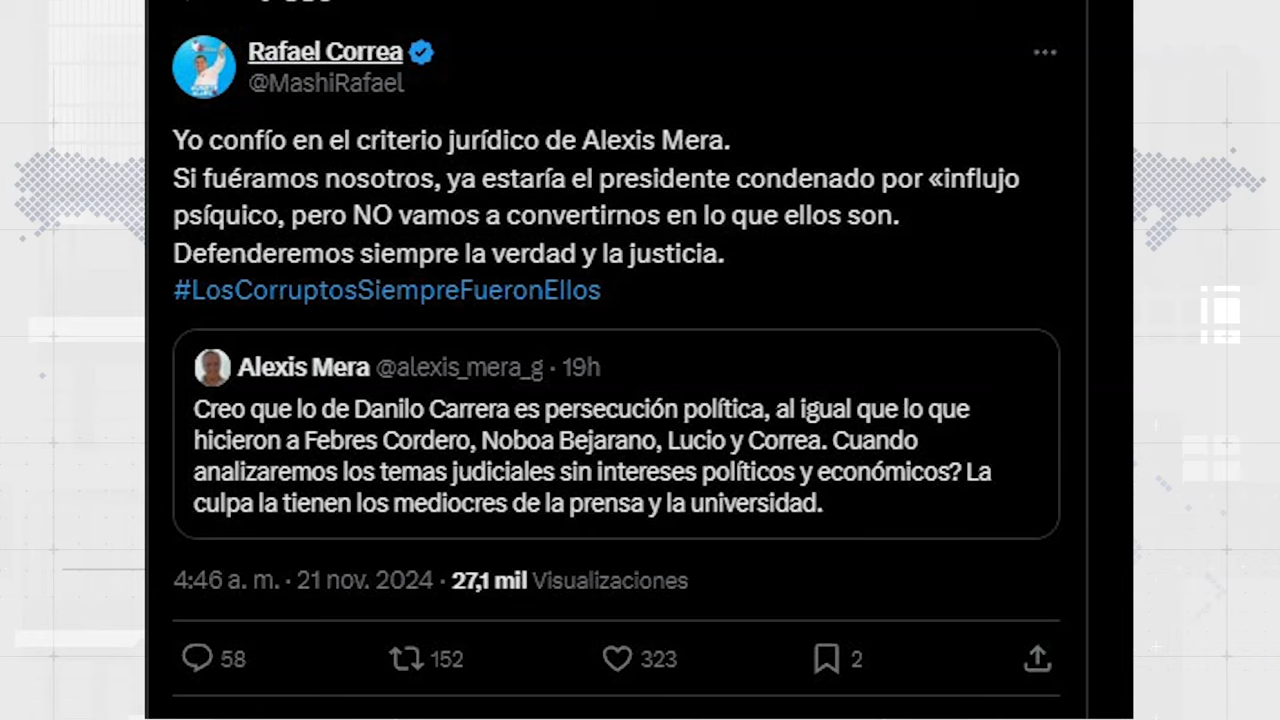 Rafael Correa
@MashiRafael
Yo confío en el criterio jurídico de Alexis Mera.
Si fuéramos nosotros, ya estaría el presidente condenado por «influjo
psíquico, pero NO vamos a convertirnos en lo que ellos son.
Defenderemos siempre la verdad y la justicia.
#LosCorruptosSiempreFueronEllos
Alexis Mera @alexis_mera_g · 19h
Creo que lo de Danilo Carrera es persecución política, al igual que lo que
hicieron a Febres Cordero, Noboa Bejarano, Lucio y Correa. Cuando
analizaremos los temas judiciales sin intereses políticos y económicos? La
culpa la tienen los mediocres de la prensa y la universidad.
4:46 a. m. · 21 nov. 2024 · 27,1 mil Visualizaciones
58 152 323 2